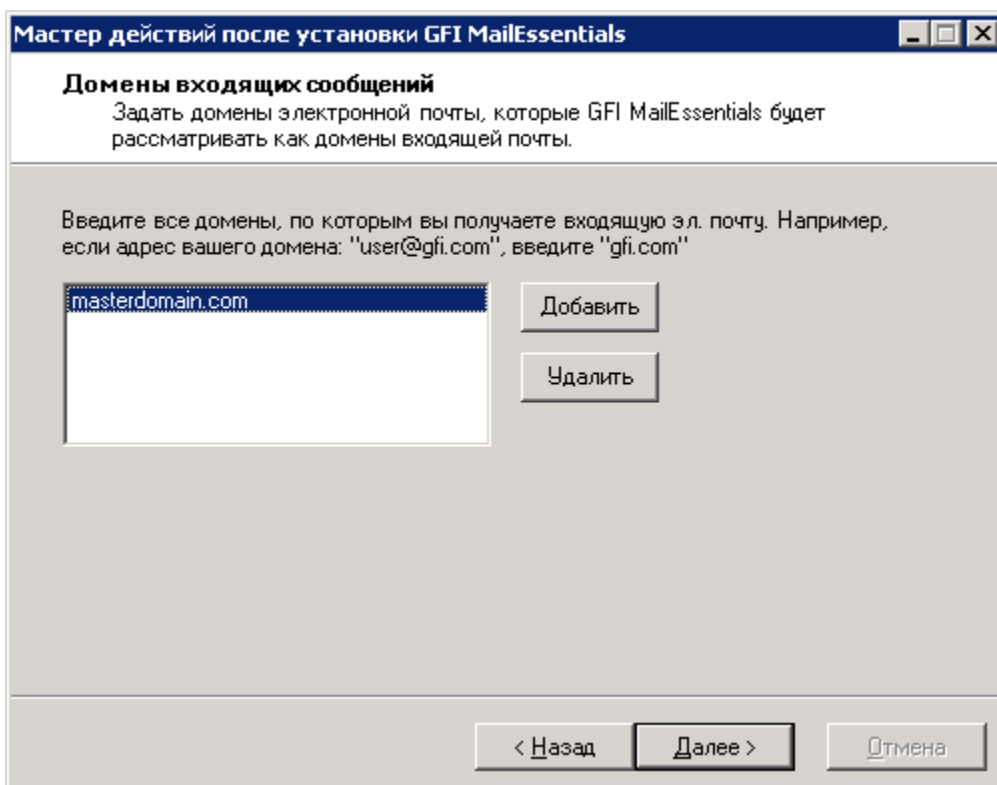 Мастер действий после установки GFI MailEssentials
Домены входящих сообщений
Задать домены электронной почты, которые GFI MailEssentials будет
рассматривать как домены входящей почты.
Введите все домены, по которым вы получаете входящую эл. почту. Например,
если адрес вашего домена: "user@gfi.com", введите "gfi.com"
masterdomain.com
Добавить
Удалить
< Назад
Далее >
Отмена